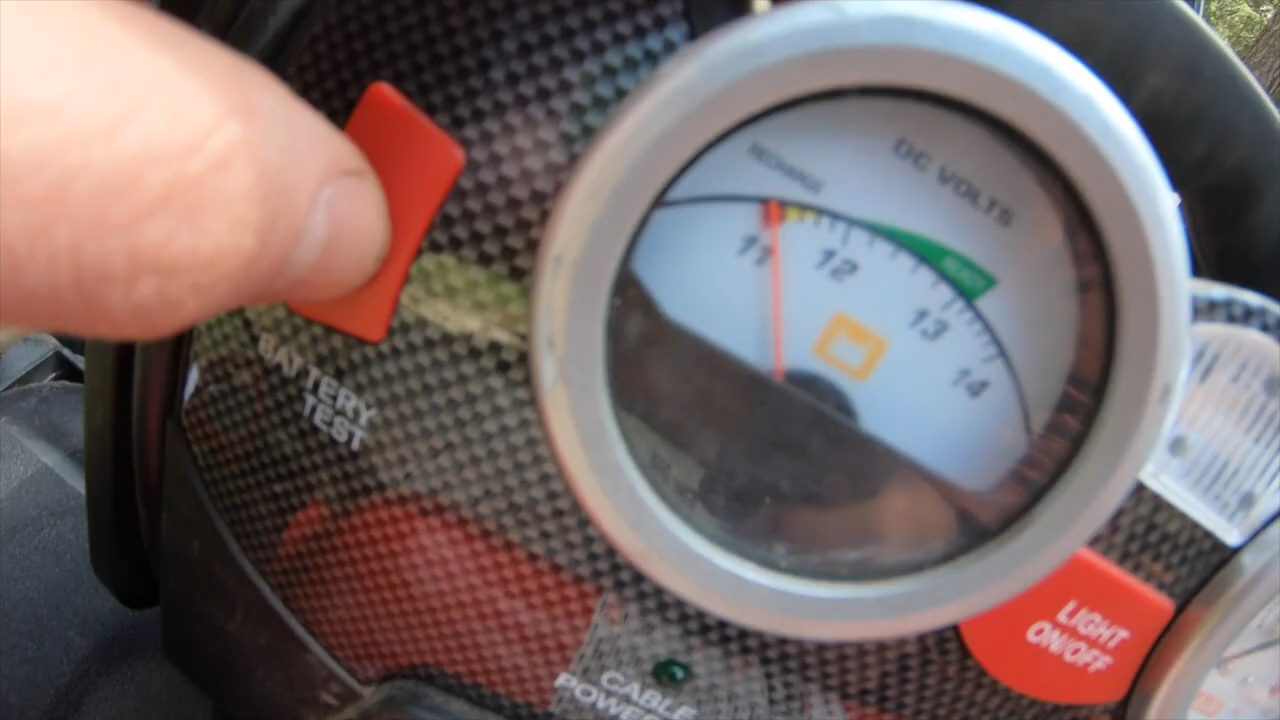 RECHARGE
DC VOLTS
11
12
13
14
BATTERY
TEST
LIGHT
ON/OFF
CABLE
POWER